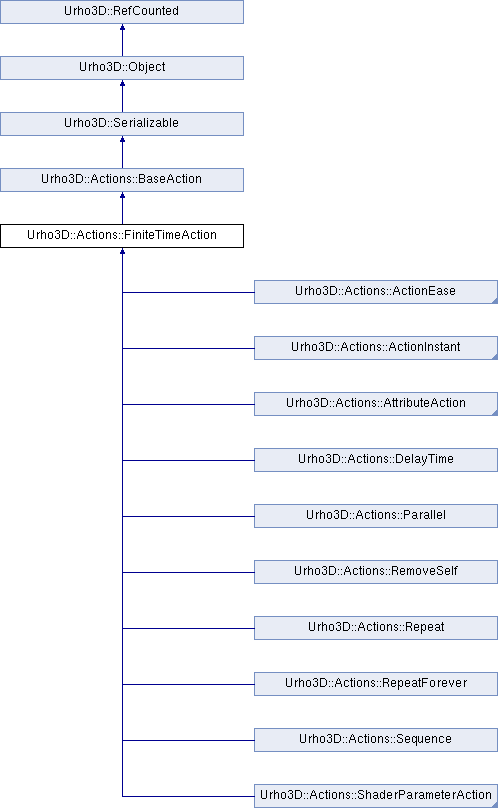 Urho3D::RefCounted
Urho3D::Object
Urho3D::Serializable
Urho3D::Actions::BaseAction
Urho3D::Actions::FiniteTimeAction
Urho3D::Actions::ActionEase
Urho3D::Actions::ActionInstant
Urho3D::Actions::AttributeAction
Urho3D::Actions::DelayTime
Urho3D::Actions::Parallel
Urho3D::Actions::RemoveSelf
Urho3D::Actions::Repeat
Urho3D::Actions::RepeatForever
Urho3D::Actions::Sequence
Urho3D::Actions::ShaderParameterAction